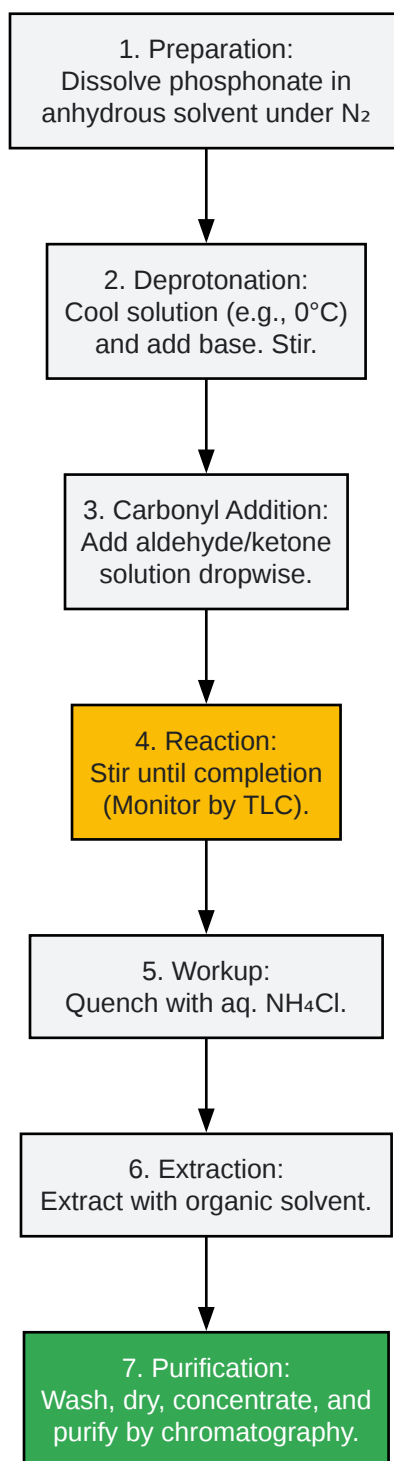 1. Preparation:
Dissolve phosphonate in
anhydrous solvent under N₂
2. Deprotonation:
Cool solution (e.g., 0°C)
and add base. Stir.
3. Carbonyl Addition:
Add aldehyde/ketone
solution dropwise.
4. Reaction:
Stir until completion
(Monitor by TLC).
5. Workup:
Quench with aq. NH₄Cl.
6. Extraction:
Extract with organic solvent.
7. Purification:
Wash, dry, concentrate, and
purify by chromatography.